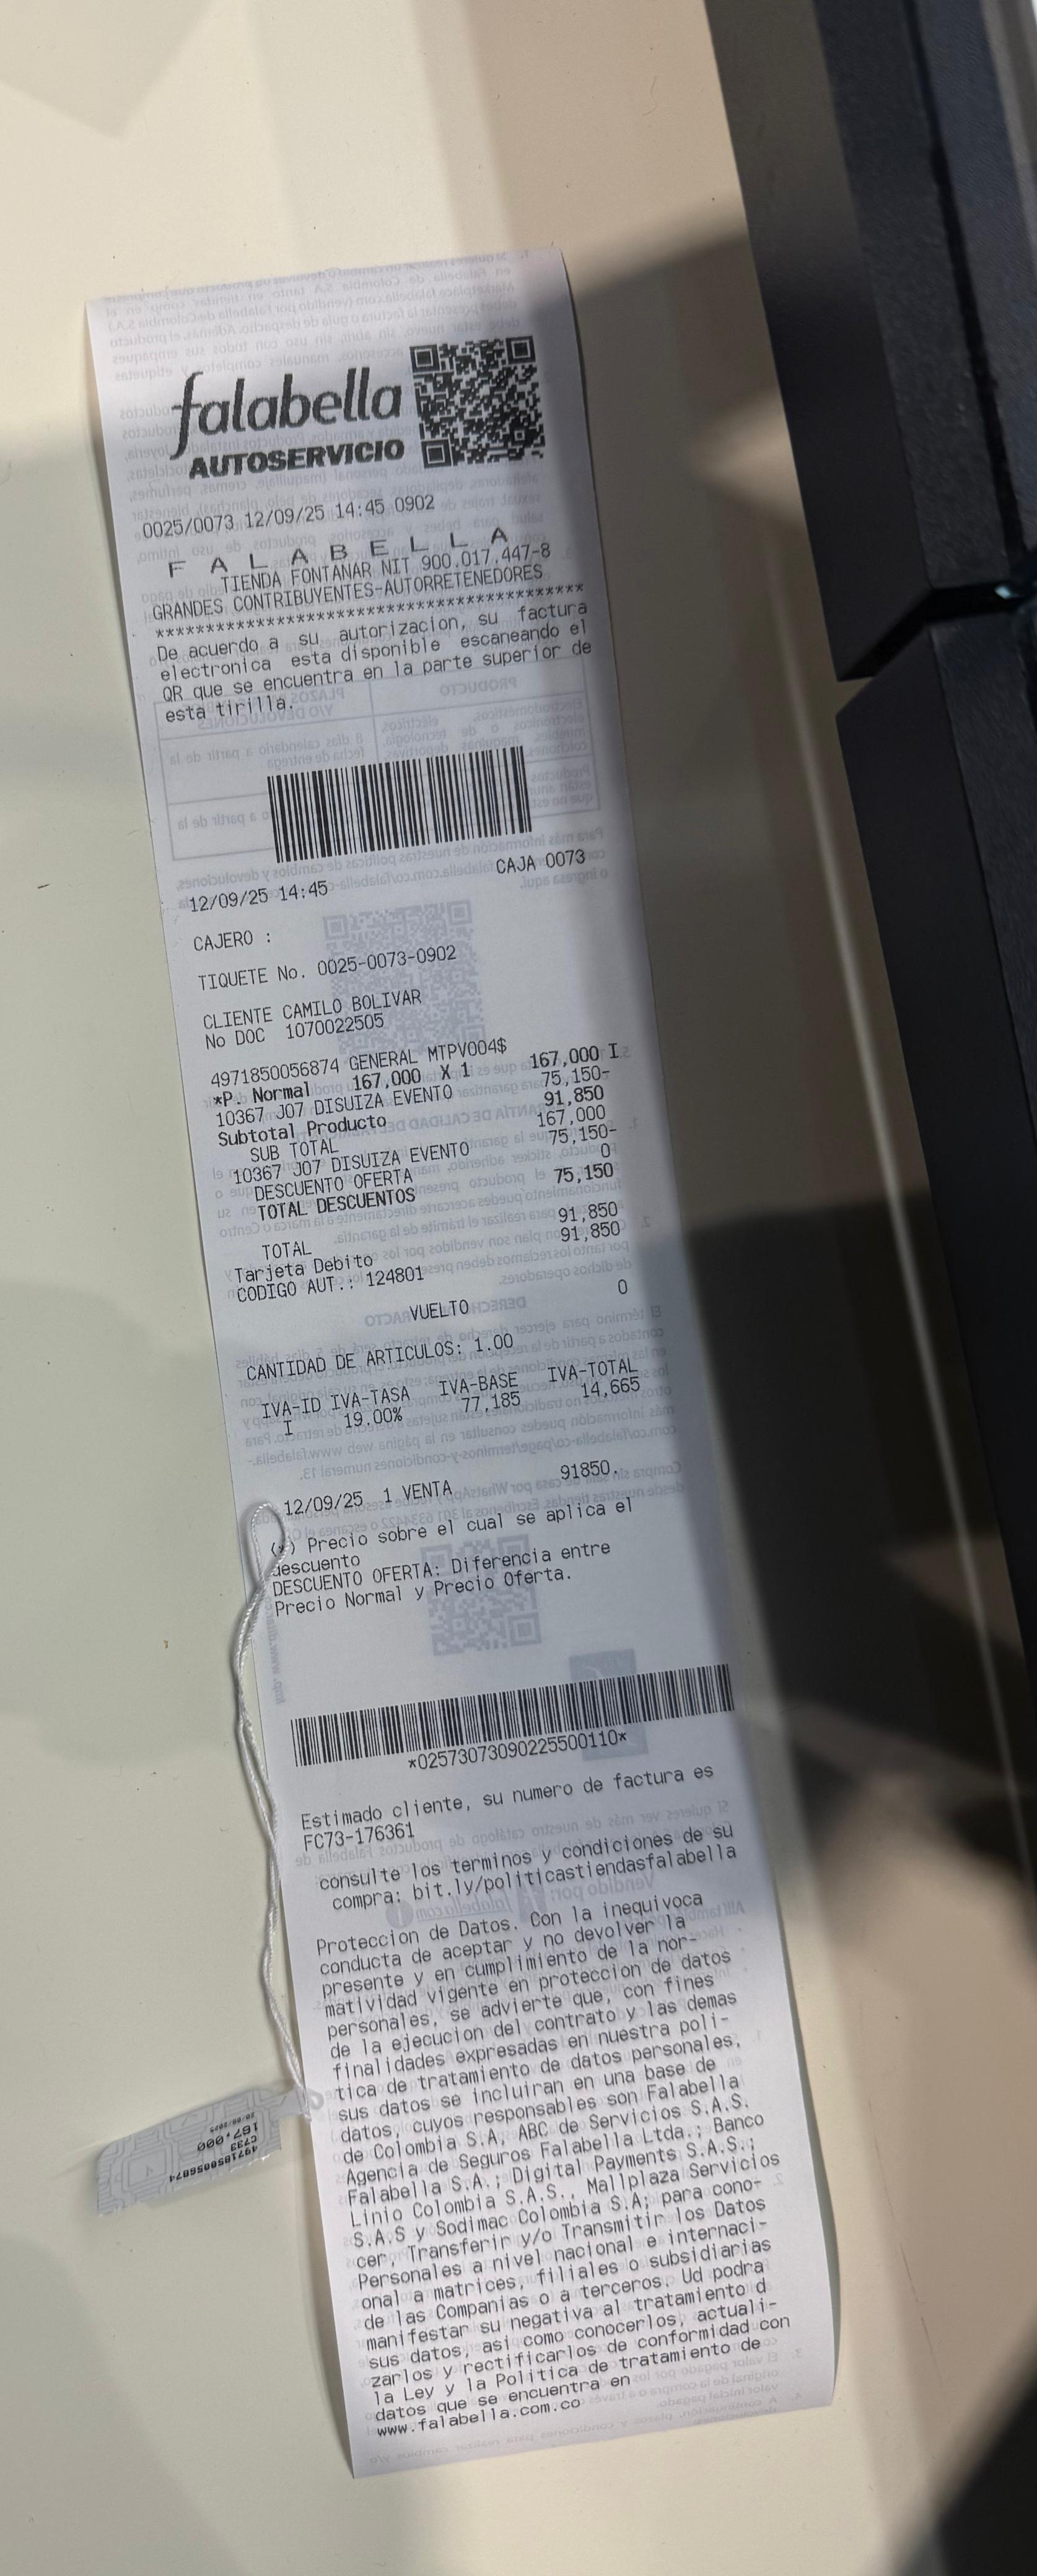 falabella
AUTOSERVICIO
0025/0073 12/09/25 14:45 0902
F A L A B E L L A
TIENDA FONTANAR NIT 900.017.447-8
GRANDES CONTRIBUYENTES-AUTORRETENEDORES
*******************************************
De acuerdo a su autorizacion, su factura
electronica esta disponible escaneando el
QR que se encuentra en la parte superior de
esta tirilla.
12/09/25 14:45 CAJA 0073
CAJERO :
TIQUETE No. 0025-0073-0902
CLIENTE CAMILO BOLIVAR
No DOC 1070022505
4971850056874 GENERAL MTPV004$
*P. Normal 167,000 X 1 167,000 I
10367 J07 DISUIZA EVENTO 75,150-
Subtotal Producto 91,850
SUB TOTAL 167,000
10367 J07 DISUIZA EVENTO 75,150-
DESCUENTO OFERTA 0
TOTAL DESCUENTOS 75,150
TOTAL 91,850
Tarjeta Debito 91,850
CODIGO AUT.: 124801
VUELTO 0
CANTIDAD DE ARTICULOS: 1.00
IVA-ID IVA-TASA IVA-BASE IVA-TOTAL
I 19.00% 77,185 14,665
12/09/25 1 VENTA 91850.
(*) Precio sobre el cual se aplica el
descuento
DESCUENTO OFERTA: Diferencia entre
Precio Normal y Precio Oferta.
*02573073090225500110*
Estimado cliente, su numero de factura es
FC73-176361
consulte los terminos y condiciones de su
compra: bit.ly/politicastiendasfalabella
Proteccion de Datos. Con la inequivoca
conducta de aceptar y no devolver la
presente y en cumplimiento de la nor-
matividad vigente en proteccion de datos
personales, se advierte que, con fines
de la ejecucion del contrato y las demas
finalidades expresadas en nuestra poli-
tica de tratamiento de datos personales,
sus datos se incluiran en una base de
datos, cuyos responsables son Falabella
de Colombia S.A, ABC de Servicios S.A.S.
Agencia de Seguros Falabella Ltda.; Banco
Falabella S.A.; Digital Payments S.A.S.;
Linio Colombia S.A.S., Mallplaza Servicios
S.A.S y Sodimac Colombia S.A; para cono-
cer, Transferir y/o Transmitir los Datos
Personales a nivel nacional e internaci-
onal a matrices, filiales o subsidiarias
de las Companias o a terceros. Ud podra
manifestar su negativa al tratamiento d
sus datos, asi como conocerlos, actuali-
zarlos y rectificarlos de conformidad con
la Ley y la Politica de tratamiento de
datos que se encuentra en
www.falabella.com.co
4971850056874
C733
167,000